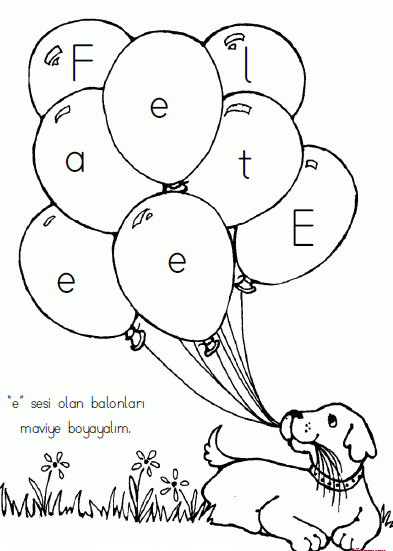 F l
e
a t
E
e e
"e" sesi olan balonları
maviye boyayalım.